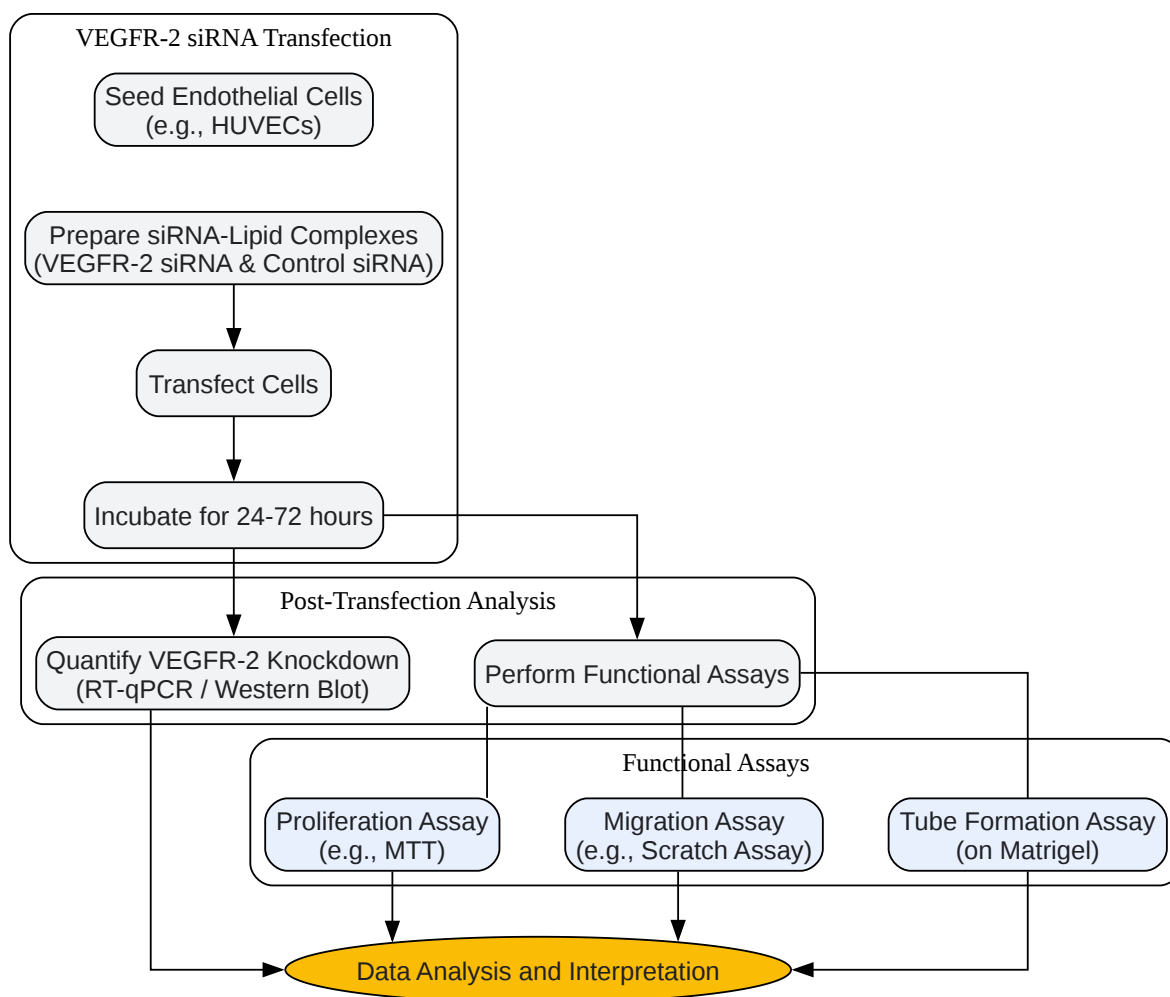 VEGFR-2 siRNA Transfection
Seed Endothelial Cells
(e.g., HUVECs)
Prepare siRNA-Lipid Complexes
(VEGFR-2 siRNA & Control siRNA)
Transfect Cells
Incubate for 24-72 hours
Post-Transfection Analysis
Quantify VEGFR-2 Knockdown
(RT-qPCR / Western Blot)
Perform Functional Assays
Functional Assays
Proliferation Assay
(e.g., MTT)
Migration Assay
(e.g., Scratch Assay)
Tube Formation Assay
(on Matrigel)
Data Analysis and Interpretation